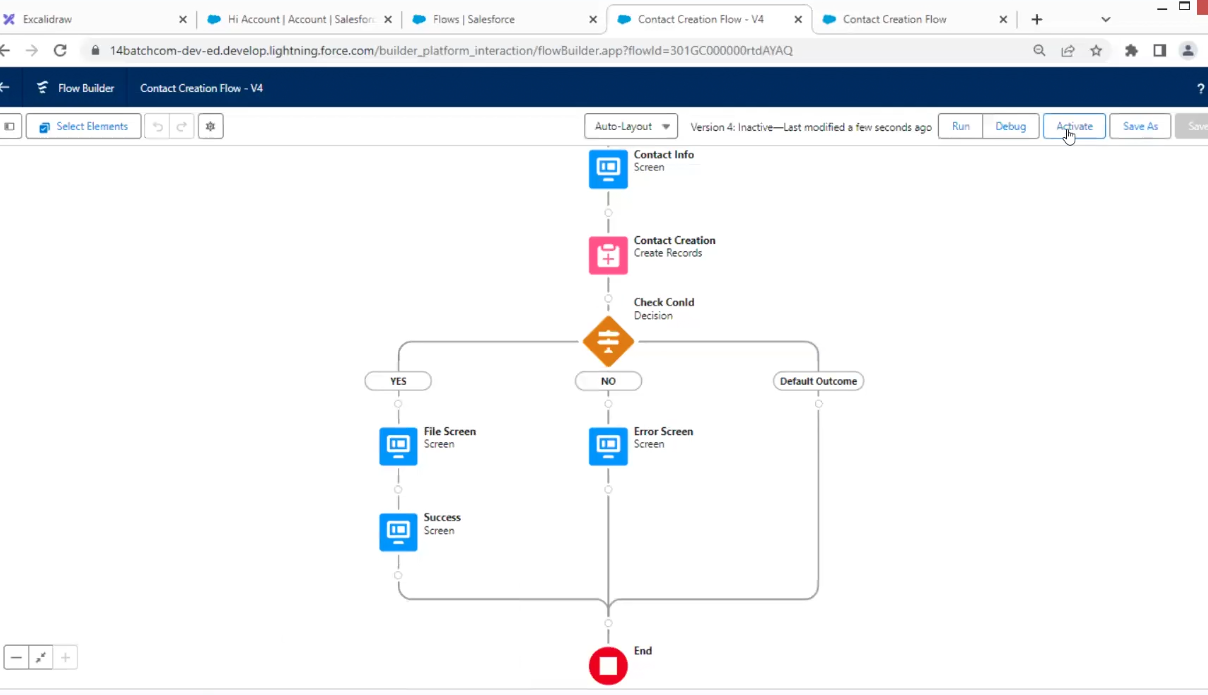 Excalidraw
Hi Account | Account | Salesfor
Flows | Salesforce
Contact Creation Flow - V4
Contact Creation Flow
14batchcom-dev-ed.develop.lightning.force.com/builder_platform_interaction/flowBuilder.app?flowId=301GC000000rtdAYAQ
Flow Builder
Contact Creation Flow - V4
?
Select Elements
Auto-Layout
Version 4: Inactive—Last modified a few seconds ago
Run
Debug
Activate
Save As
Save
Contact Info
Screen
Contact Creation
Create Records
Check ConId
Decision
YES
NO
Default Outcome
File Screen
Screen
Error Screen
Screen
Success
Screen
End